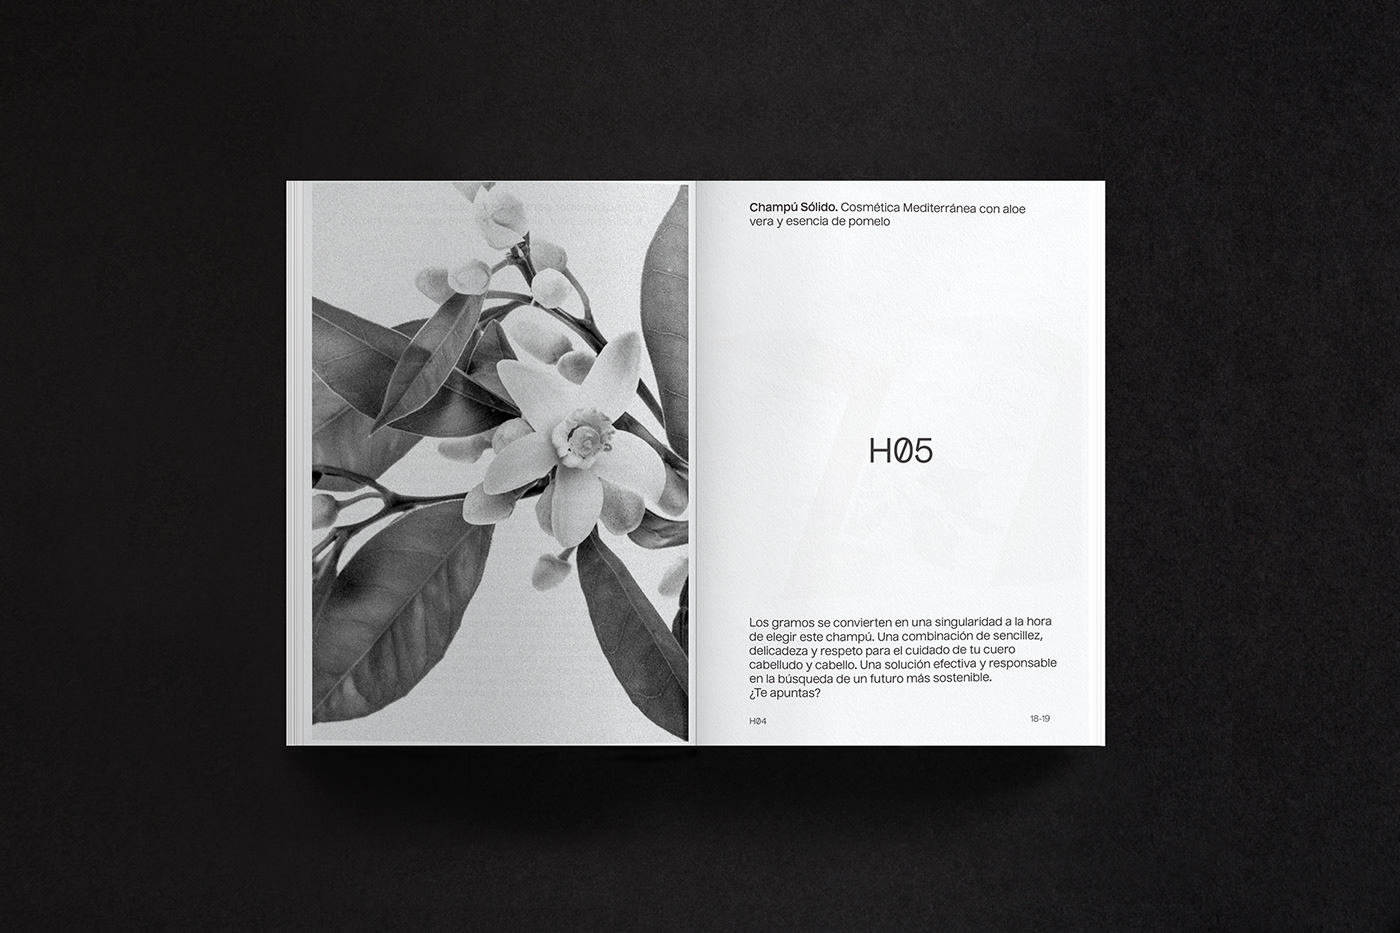 Champú Sólido. Cosmética Mediterránea con aloe
vera y esencia de pomelo
H05
Los gramos se convierten en una singularidad a la hora
de elegir este champú. Una combinación de sencillez,
delicadeza y respeto para el cuidado de tu cuero
cabelludo y cabello. Una solución efectiva y responsable
en la búsqueda de un futuro más sostenible.
¿Te apuntas?
H04
18-19